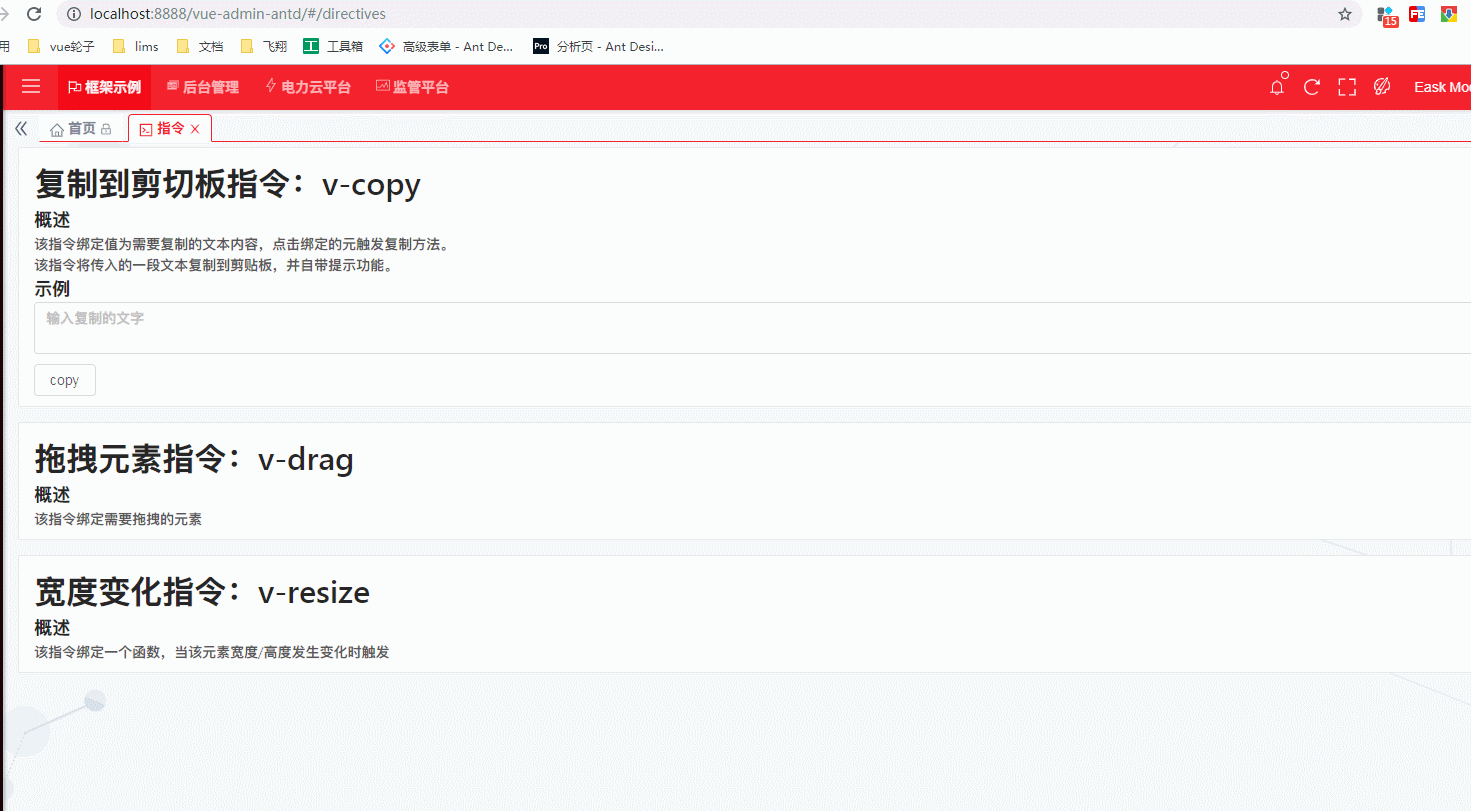 localhost:8888/vue-admin-antd/#/directives
用 vue轮子 lims 文档 飞翔 工 工具箱 高级表单 - Ant De... Pro 分析页 - Ant Desi...
15
FE
框架示例 后台管理 电力云平台 监管平台 Eask Moc
首页 指令
复制到剪切板指令：v-copy
概述
该指令绑定值为需要复制的文本内容，点击绑定的元触发复制方法。
该指令将传入的一段文本复制到剪贴板，并自带提示功能。
示例
输入复制的文字
copy
拖拽元素指令：v-drag
概述
该指令绑定需要拖拽的元素
宽度变化指令：v-resize
概述
该指令绑定一个函数，当该元素宽度/高度发生变化时触发